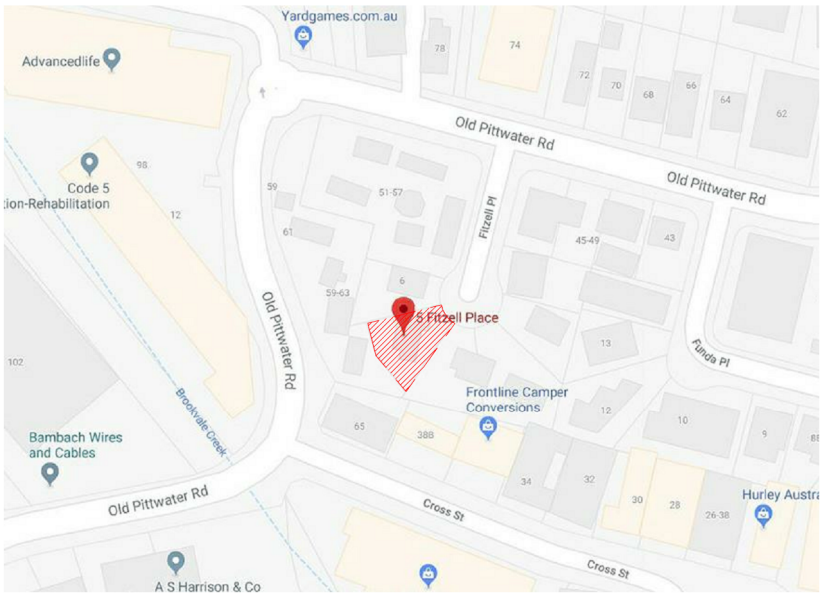 Yardgames.com.au
78
74
Advancedlife
72
70
68
66
64
62
Old Pittwater Rd
98
Code 5
tion-Rehabilitation
12
59
51-57
Old Pittwater Rd
Fitzell Pl
61
45-49
43
6
59-63
5 Fitzell Place
Old Pittwater Rd
13
Funda Pl
102
Brookvale Creek
Frontline Camper
Conversions
12
10
9
65
38B
Bambach Wires
and Cables
34
32
30
28
26-38
Hurley Austra
Old Pittwater Rd
Cross St
Cross St
A S Harrison & Co